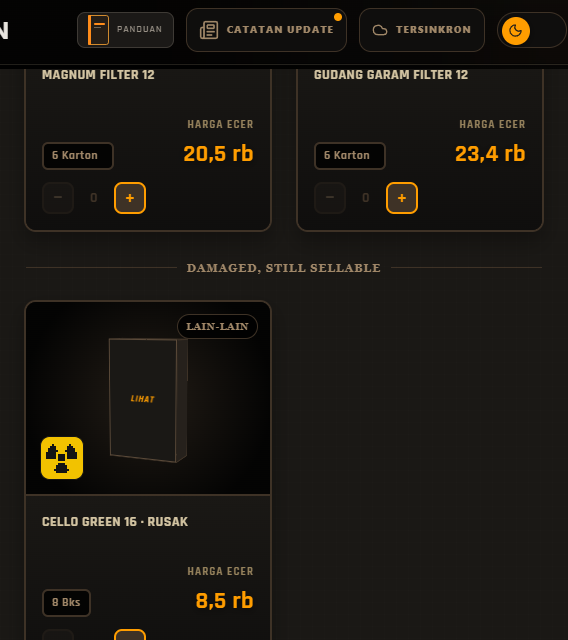 N
PANDUAN
CATATAN UPDATE
TERSINKRON
MAGNUM FILTER 12
HARGA ECER
6 Karton
20,5 rb
−
0
+
GUDANG GARAM FILTER 12
HARGA ECER
6 Karton
23,4 rb
−
0
+
DAMAGED, STILL SELLABLE
LAIN-LAIN
LIHAT
CELLO GREEN 16 · RUSAK
HARGA ECER
8 Bks
8,5 rb